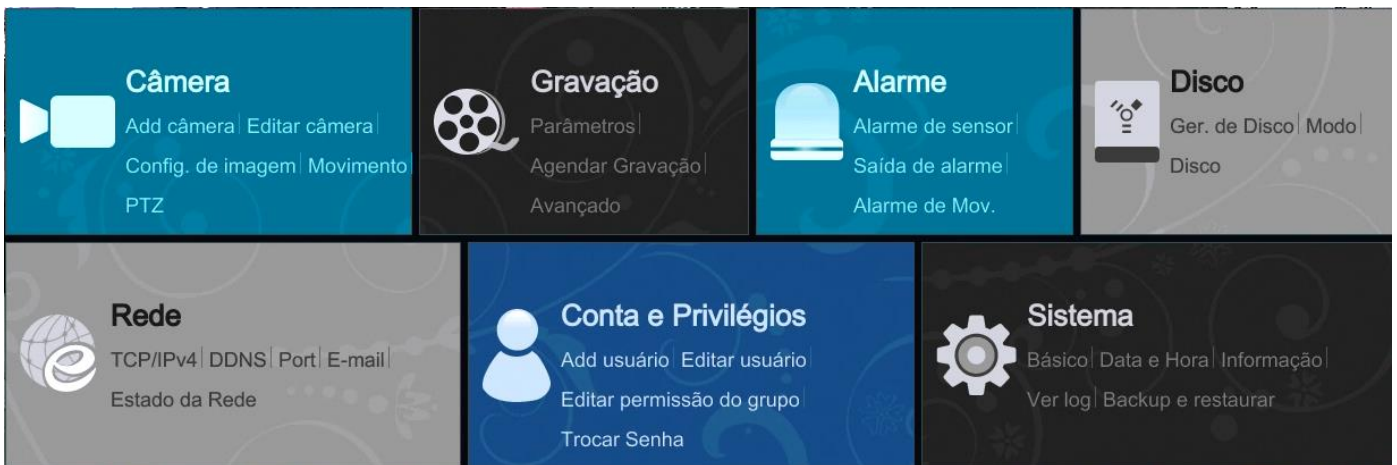 Câmera
Add câmera Editar câmera
Config. de imagem Movimento
PTZ
Gravação
Parâmetros
Agendar Gravação
Avançado
Alarme
Alarme de sensor
Saída de alarme
Alarme de Mov.
Disco
Ger. de Disco Modo
Disco
Rede
TCP/IPv4 DDNS Port E-mail
Estado da Rede
Conta e Privilégios
Add usuário Editar usuário
Editar permissão do grupo
Trocar Senha
Sistema
Básico Data e Hora Informação
Ver log Backup e restaurar